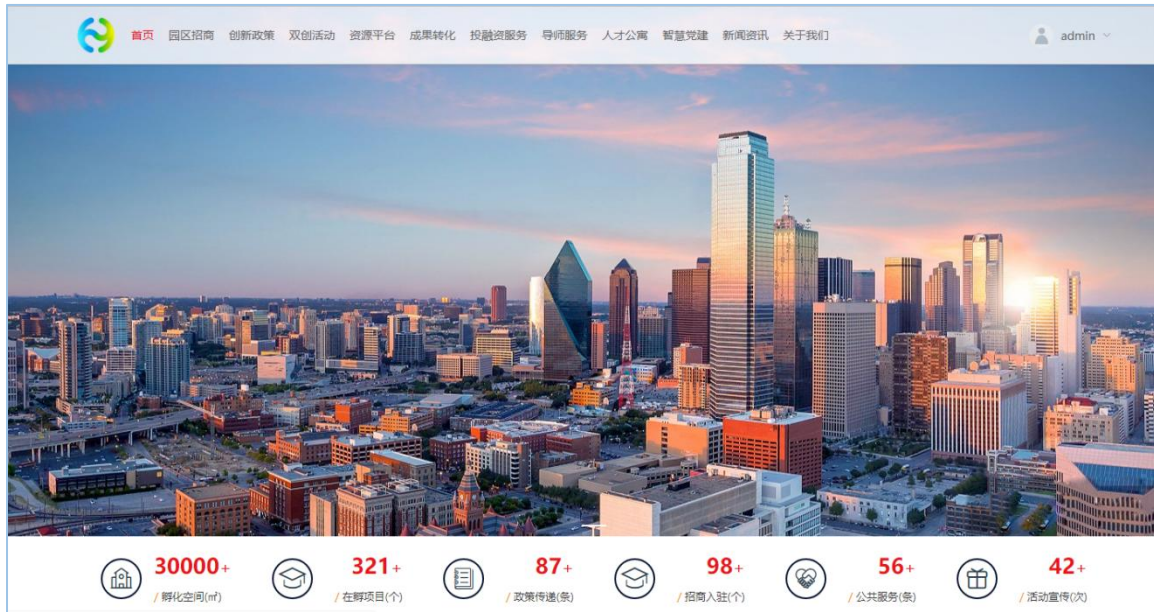 首页 园区招商 创新政策 双创活动 资源平台 成果转化 投融资服务 导师服务 人才公寓 智慧党建 新闻资讯 关于我们 admin
30000+ 321+ 87+ 98+ 56+ 42+
/ 孵化空间(㎡) / 在孵项目(个) / 政策传递(条) / 招商入驻(个) / 公共服务(条) / 活动宣传(次)